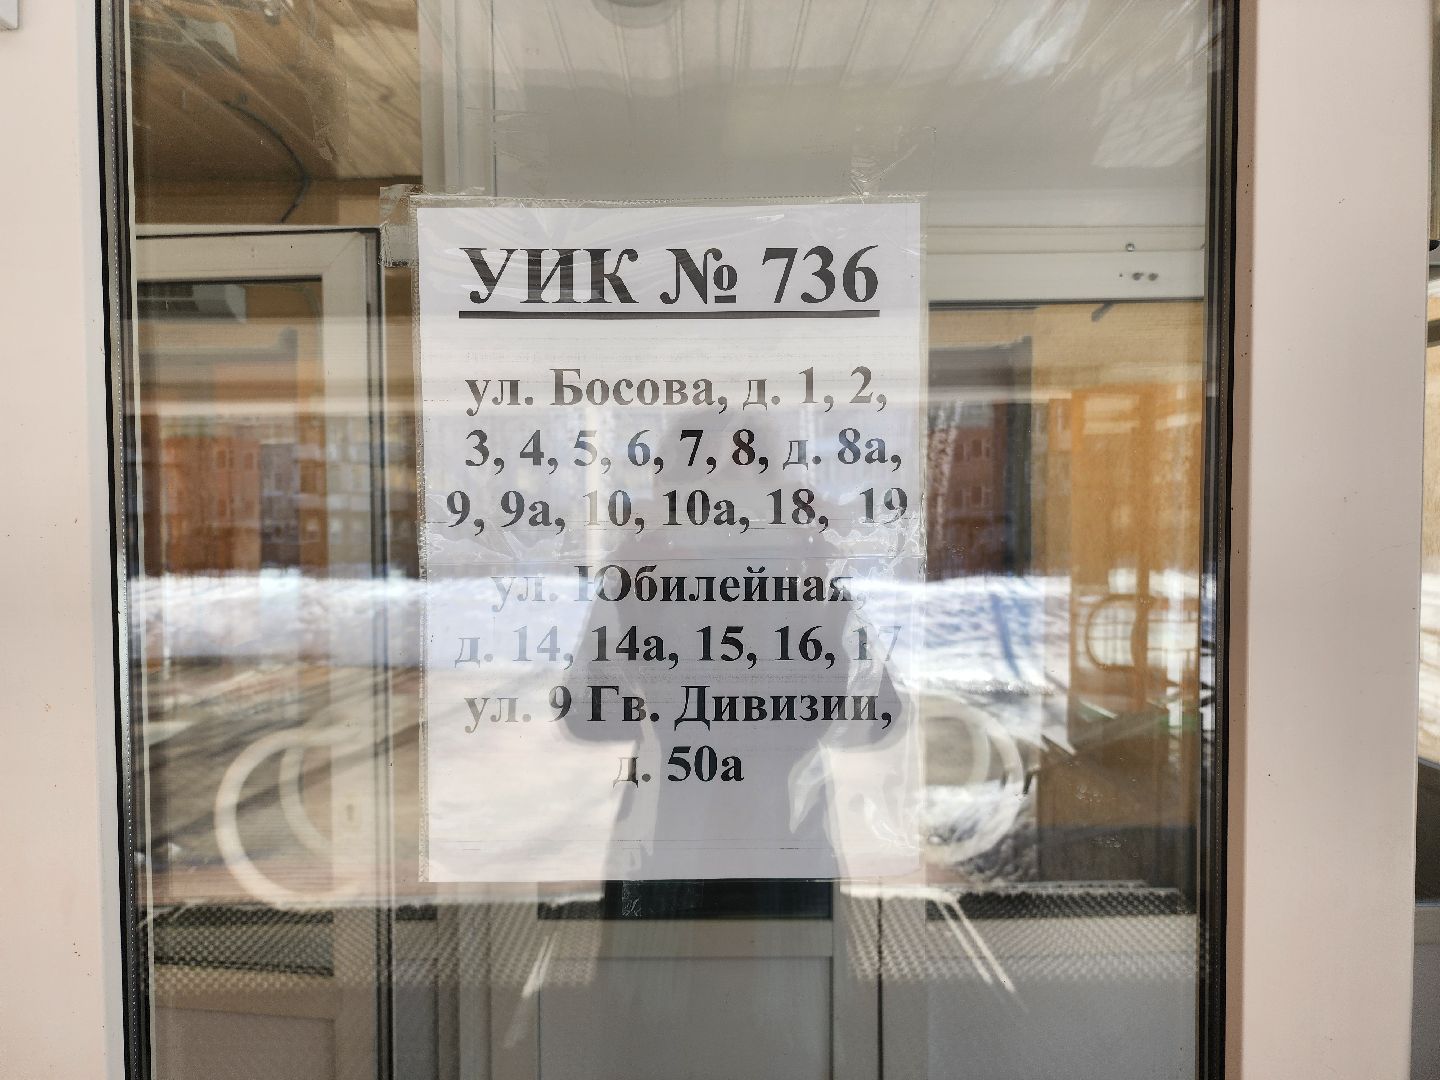 УИК № 736
ул. Босова, д. 1, 2,
3, 4, 5, 6, 7, 8, д. 8а,
9, 9а, 10, 10а, 18, 19
ул. Юбилейная,
д. 14, 14а, 15, 16, 17
ул. 9 Гв. Дивизии,
д. 50а